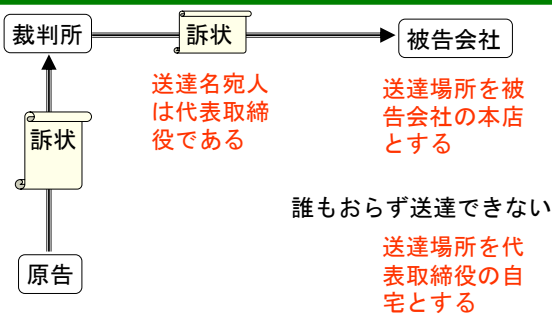 裁判所
訴状
被告会社
送達名宛人
は代表取締
役である
送達場所を被
告会社の本店
とする
訴状
誰もおらず送達できない
送達場所を代
表取締役の自
宅とする
原告